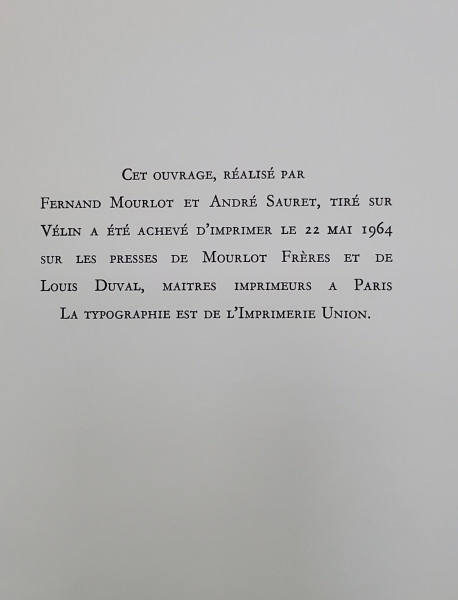 Cet ouvrage, réalisé par
Fernand Mourlot et André Sauret, tiré sur
Vélin a été achevé d'imprimer le 22 mai 1964
sur les presses de Mourlot Frères et de
Louis Duval, maitres imprimeurs a Paris
La typographie est de l'Imprimerie Union.